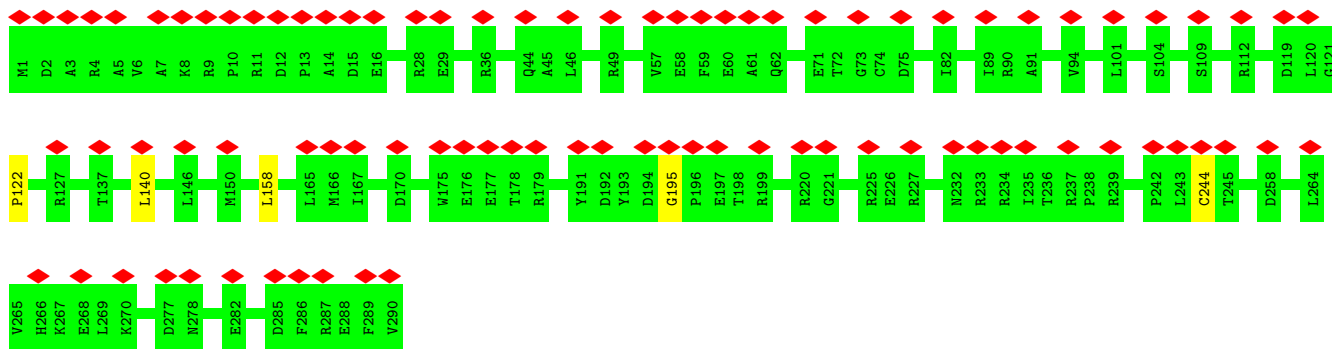 M1 D2 A3 R4 A5 V6 A7 K8 R9 P10 R11 D12 P13 A14 D15 E16 R28 E29 R36 Q44 A45 L46 R49 V57 E58 F59 E60 A61 Q62 E71 T72 G73 C74 D75 I82 I89 R90 A91 V94 L101 S104 S109 R112 D119 L120 G121
P122 R127 T137 L140 L146 M150 L158 L165 M166 I167 D170 W175 E176 E177 T178 R179 Y191 D192 Y193 D194 G195 P196 E197 T198 R199 R220 G221 R225 E226 R227 N232 R233 R234 I235 T236 R237 P238 R239 P242 L243 C244 T245 D258 L264
V265 H266 K267 E268 L269 K270 D277 N278 E282 D285 F286 R287 E288 F289 V290